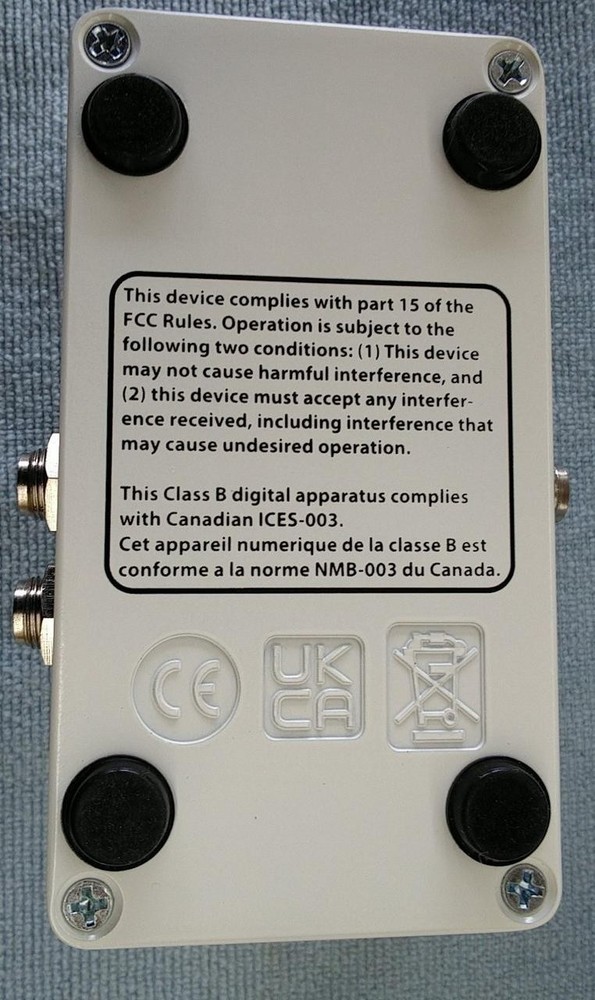 This device complies with part 15 of the
FCC Rules. Operation is subject to the
following two conditions: (1) This device
may not cause harmful interference, and
(2) this device must accept any interfer-
ence received, including interference that
may cause undesired operation.
This Class B digital apparatus complies
with Canadian ICES-003.
Cet appareil numerique de la classe B est
conforme a la norme NMB-003 du Canada.
CE
UK
CA